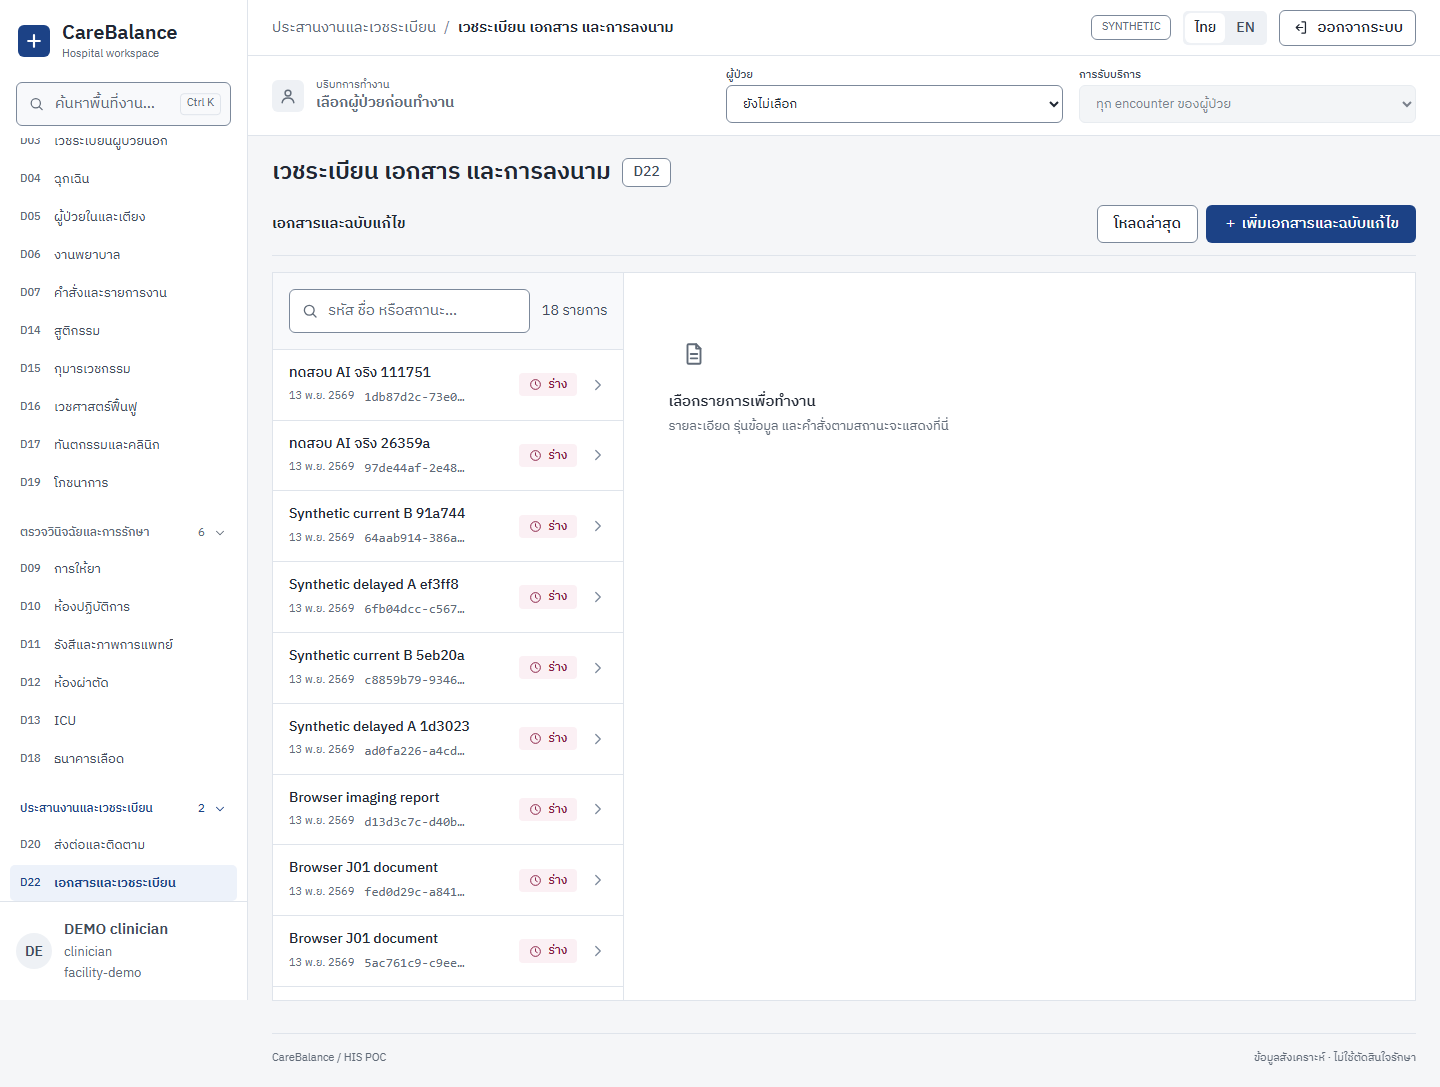 CareBalance
Hospital workspace
ค้นหาพื้นที่งาน... Ctrl K
D03 เวชระเบียนผู้ป่วยนอก
D04 ฉุกเฉิน
D05 ผู้ป่วยในและเตียง
D06 งานพยาบาล
D07 คำสั่งและรายการงาน
D14 สูติกรรม
D15 กุมารเวชกรรม
D16 เวชศาสตร์ฟื้นฟู
D17 ทันตกรรมและคลินิก
D19 โภชนาการ
ตรวจวินิจฉัยและการรักษา 6
D09 การให้ยา
D10 ห้องปฏิบัติการ
D11 รังสีและภาพการแพทย์
D12 ห้องผ่าตัด
D13 ICU
D18 ธนาคารเลือด
ประสานงานและเวชระเบียน 2
D20 ส่งต่อและติดตาม
D22 เอกสารและเวชระเบียน
DE
DEMO clinician
clinician
facility-demo
ประสานงานและเวชระเบียน / เวชระเบียน เอกสาร และการลงนาม
SYNTHETIC ไทย EN ออกจากระบบ
บริบทการทำงาน
เลือกผู้ป่วยก่อนทำงาน
ผู้ป่วย
ยังไม่เลือก
การรับบริการ
ทุก encounter ของผู้ป่วย
เวชระเบียน เอกสาร และการลงนาม D22
เอกสารและฉบับแก้ไข
โหลดล่าสุด + เพิ่มเอกสารและฉบับแก้ไข
รหัส ชื่อ หรือสถานะ... 18 รายการ
ทดสอบ AI จริง 111751
13 พ.ย. 2569 1db87d2c-73e0… ร่าง
ทดสอบ AI จริง 26359a
13 พ.ย. 2569 97de44af-2e48… ร่าง
Synthetic current B 91a744
13 พ.ย. 2569 64aab914-386a… ร่าง
Synthetic delayed A ef3ff8
13 พ.ย. 2569 6fb04dcc-c567… ร่าง
Synthetic current B 5eb20a
13 พ.ย. 2569 c8859b79-9346… ร่าง
Synthetic delayed A 1d3023
13 พ.ย. 2569 ad0fa226-a4cd… ร่าง
Browser imaging report
13 พ.ย. 2569 d13d3c7c-d40b… ร่าง
Browser J01 document
13 พ.ย. 2569 fed0d29c-a841… ร่าง
Browser J01 document
13 พ.ย. 2569 5ac761c9-c9ee… ร่าง
เลือกรายการเพื่อทำงาน
รายละเอียด รุ่นข้อมูล และคำสั่งตามสถานะจะแสดงที่นี่
CareBalance / HIS POC
ข้อมูลสังเคราะห์ · ไม่ใช้ตัดสินใจรักษา